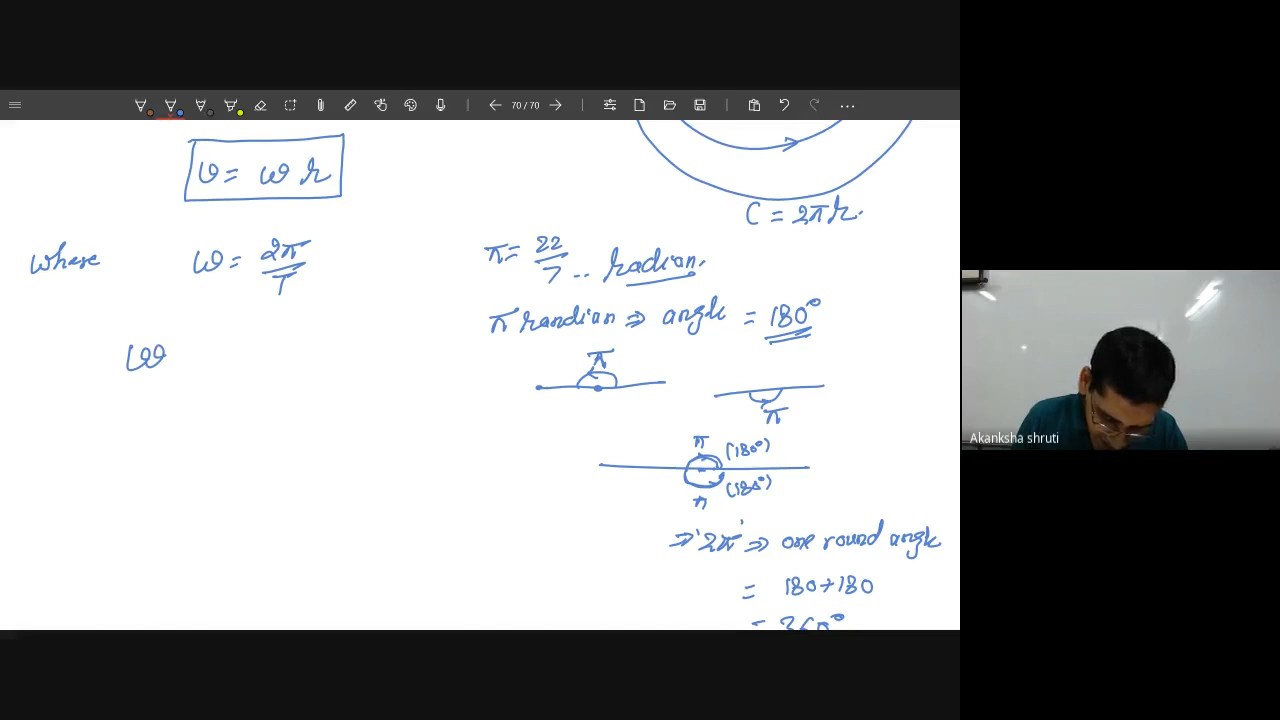 70 / 70
v = ω r
C = 2πr.
where ω = 2π/T
π = 22/7 .. radian.
π randian ⇒ angle = 180°
π
ω
π
π (180°)
(180°)
π
⇒ '2π' ⇒ one round angle
= 180+180
= 360°
Akanksha shruti